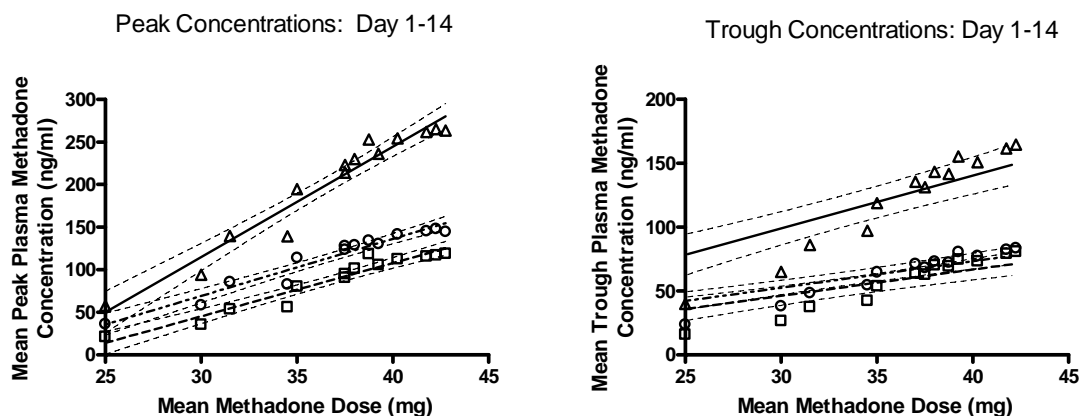 Peak Concentrations: Day 1-14
Mean Peak Plasma Methadone
Concentration (ng/ml)
300
250
200
150
100
50
0
25
30
35
40
45
Mean Methadone Dose (mg)
Trough Concentrations: Day 1-14
Mean Trough Plasma Methadone
Concentration (ng/ml)
200
150
100
50
0
25
30
35
40
45
Mean Methadone Dose (mg)